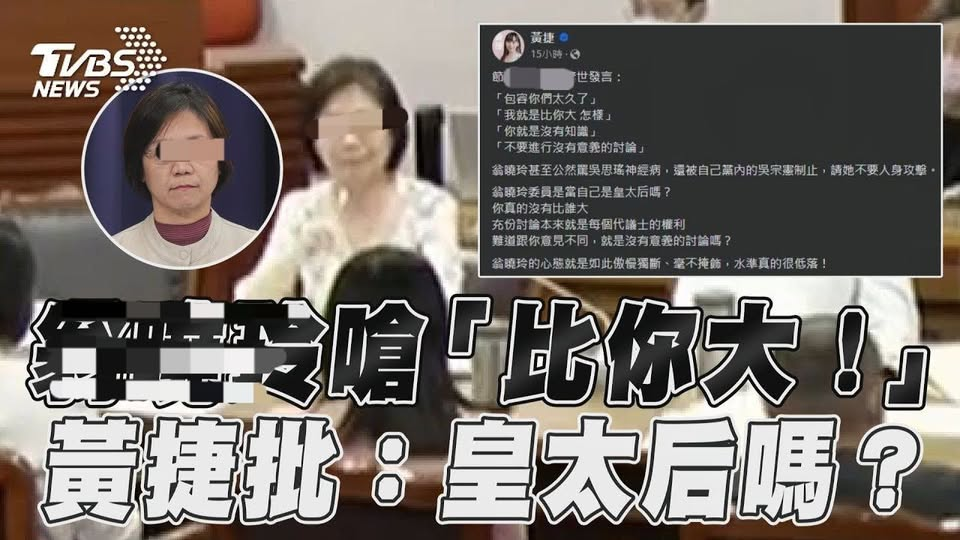 TVBS
NEWS
黃捷
15小時
節 世發言：
「包容你們太久了」
「我就是比你大 怎樣」
「你就是沒有知識」
「不要進行沒有意義的討論」
翁曉玲甚至公然罵吳思瑤神經病，還被自己黨內的吳宗憲制止，請她不要人身攻擊。
翁曉玲委員是當自己是皇太后嗎？
你真的沒有比誰大
充份討論本來就是每個代議士的權利
難道跟你意見不同，就是沒有意義的討論嗎？
翁曉玲的心態就是如此傲慢獨斷、毫不掩飾，水準真的很低落！
玲嗆「比你大！」
黃捷批：皇太后嗎？